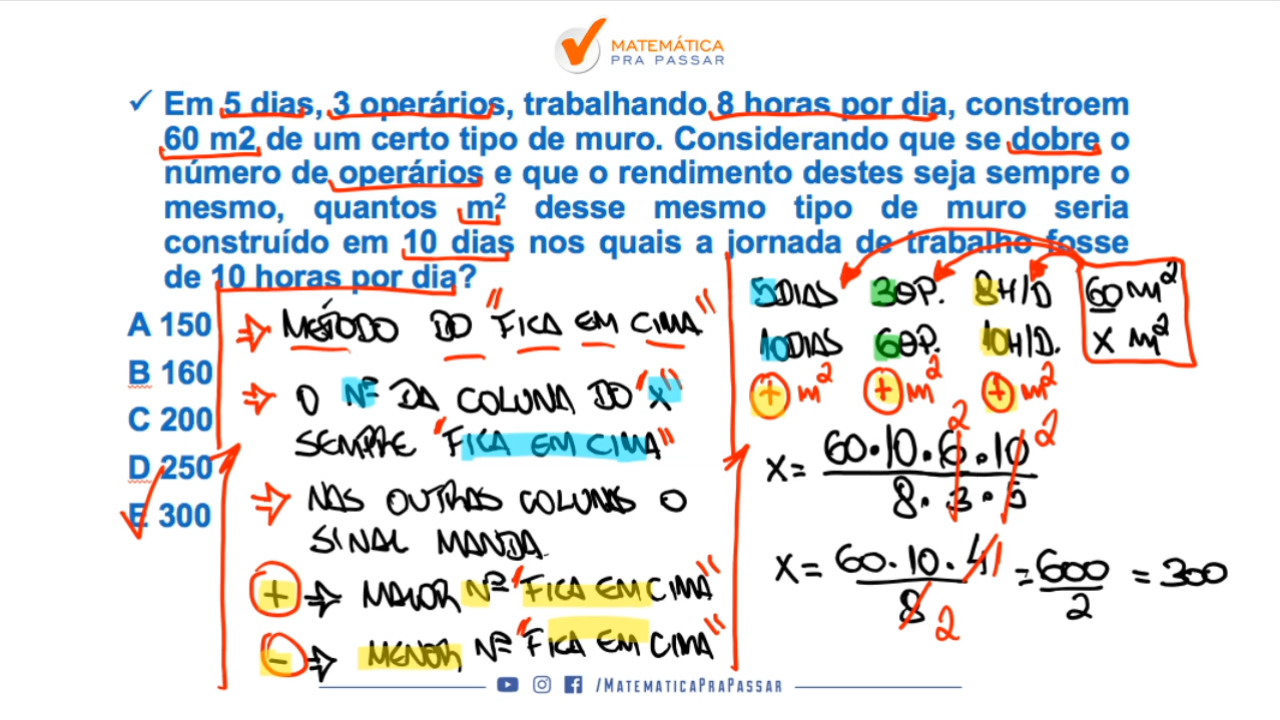 MATEMÁTICA
PRA PASSAR
✓ Em 5 dias, 3 operários, trabalhando 8 horas por dia, constroem
60 m2 de um certo tipo de muro. Considerando que se dobre o
número de operários e que o rendimento destes seja sempre o
mesmo, quantos m² desse mesmo tipo de muro seria
construído em 10 dias nos quais a jornada de trabalho fosse
de 10 horas por dia?
A 150
B 160
C 200
D 250
E 300
⇒ MÉTODO DO "FICA EM CIMA"
⇒ O Nº DA COLUNA DO "X"
SEMPRE "FICA EM CIMA"
⇒ NAS OUTRAS COLUNAS O
SINAL MANDA.
+ ⇒ MAIOR Nº "FICA EM CIMA"
- ⇒ MENOR Nº "FICA EM CIMA"
5 DIAS 3 OP. 8 H/D 60 m²
10 DIAS 6 OP. 10 H/D. X m²
+ m² + m² + m²
2 2
X = 60·10·6·10
8·3·5
X = 60·10·4 1 = 600 = 300
8 2 2
/MATEMATICAPRAPASSAR